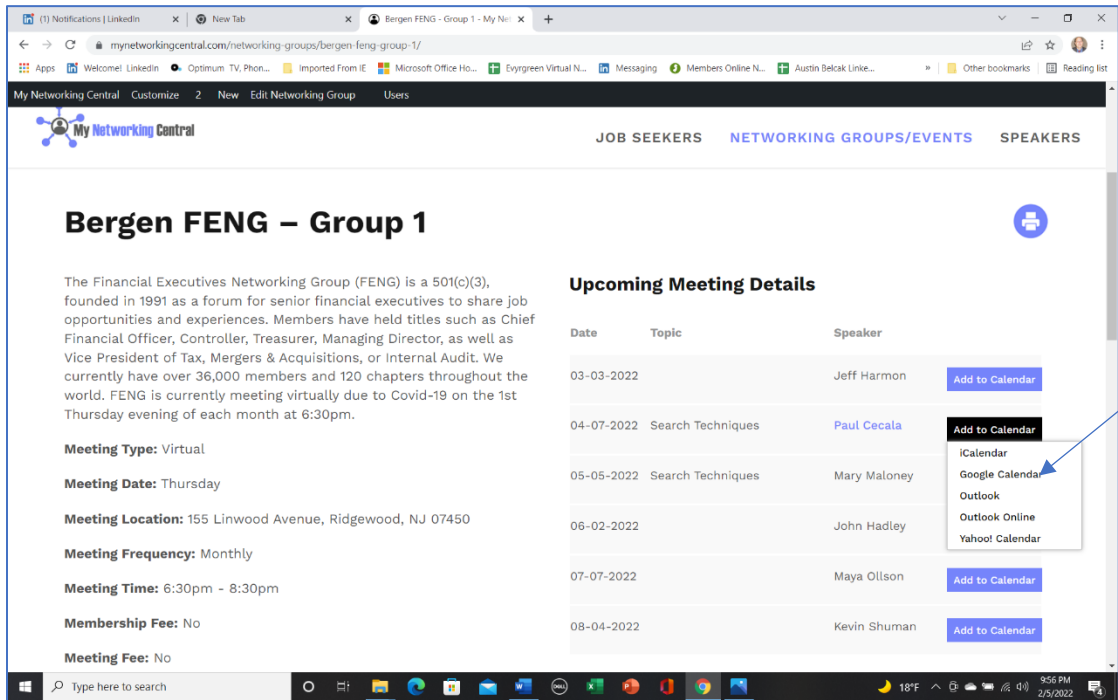 (1) Notifications | LinkedIn
New Tab
Bergen FENG - Group 1 - My Net
mynetworkingcentral.com/networking-groups/bergen-feng-group-1/
Apps
Welcome! LinkedIn
Optimum TV, Phon...
Imported From IE
Microsoft Office Ho...
Evyrgreen Virtual N...
Messaging
Members Online N...
Austin Belcak Linke...
»
Other bookmarks
Reading list
My Networking Central Customize 2 New Edit Networking Group Users
My Networking Central
JOB SEEKERS NETWORKING GROUPS/EVENTS SPEAKERS
Bergen FENG – Group 1
The Financial Executives Networking Group (FENG) is a 501(c)(3),
founded in 1991 as a forum for senior financial executives to share job
opportunities and experiences. Members have held titles such as Chief
Financial Officer, Controller, Treasurer, Managing Director, as well as
Vice President of Tax, Mergers & Acquisitions, or Internal Audit. We
currently have over 36,000 members and 120 chapters throughout the
world. FENG is currently meeting virtually due to Covid-19 on the 1st
Thursday evening of each month at 6:30pm.
Meeting Type: Virtual
Meeting Date: Thursday
Meeting Location: 155 Linwood Avenue, Ridgewood, NJ 07450
Meeting Frequency: Monthly
Meeting Time: 6:30pm - 8:30pm
Membership Fee: No
Meeting Fee: No
Upcoming Meeting Details
Date Topic Speaker
03-03-2022 Jeff Harmon Add to Calendar
04-07-2022 Search Techniques Paul Cecala Add to Calendar
iCalendar
Google Calendar
Outlook
Outlook Online
Yahoo! Calendar
05-05-2022 Search Techniques Mary Maloney
06-02-2022 John Hadley
07-07-2022 Maya Ollson Add to Calendar
08-04-2022 Kevin Shuman Add to Calendar
Type here to search
DELL
18°F
9:56 PM
2/5/2022